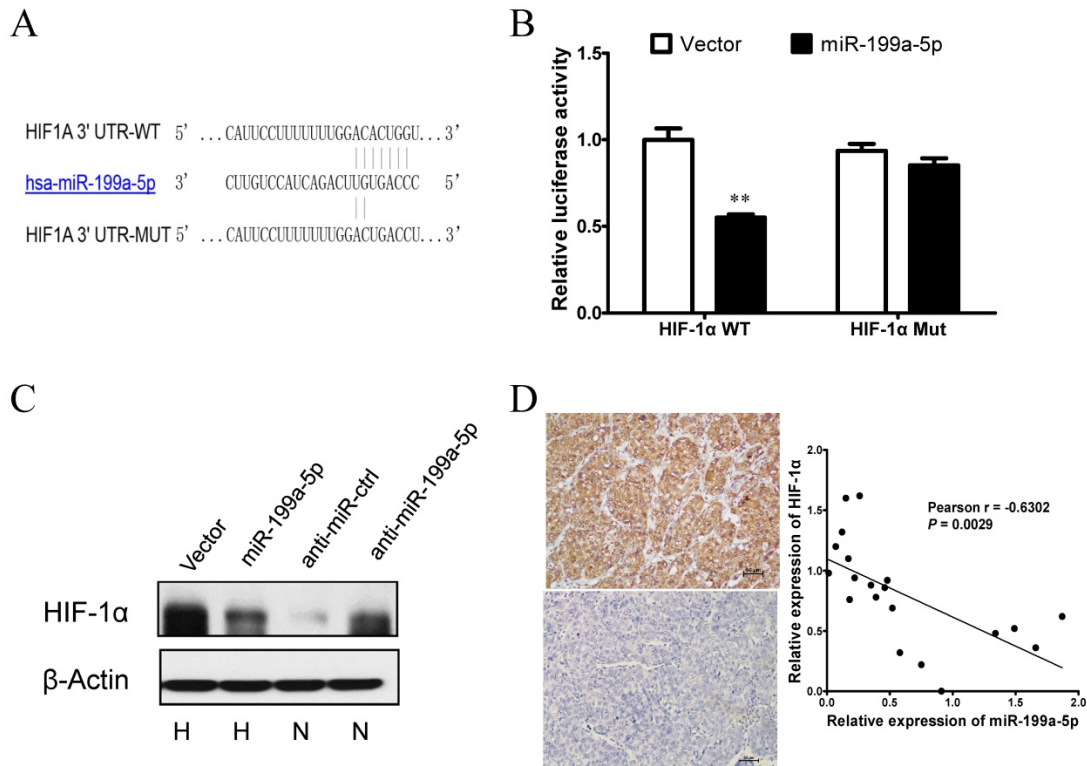 A
HIF1A 3' UTR-WT 5' ...CAUUCCUUUUUUUGGACACUGGU...3'
hsa-miR-199a-5p 3' CUUGUCCAUCAGACUUGUGACCC 5'
HIF1A 3' UTR-MUT 5' ...CAUUCCUUUUUUUGGACUGACCU...3'
B
Vector miR-199a-5p
Relative luciferase activity
1.5
1.0
0.5
0.0
**
HIF-1α WT HIF-1α Mut
C
Vector
miR-199a-5p
anti-miR-ctrl
anti-miR-199a-5p
HIF-1α
β-Actin
H H N N
D
50 μm
Relative expression of HIF-1α
2.0
1.5
1.0
0.5
0.0
Pearson r = -0.6302
P = 0.0029
0.0 0.5 1.0 1.5 2.0
Relative expression of miR-199a-5p